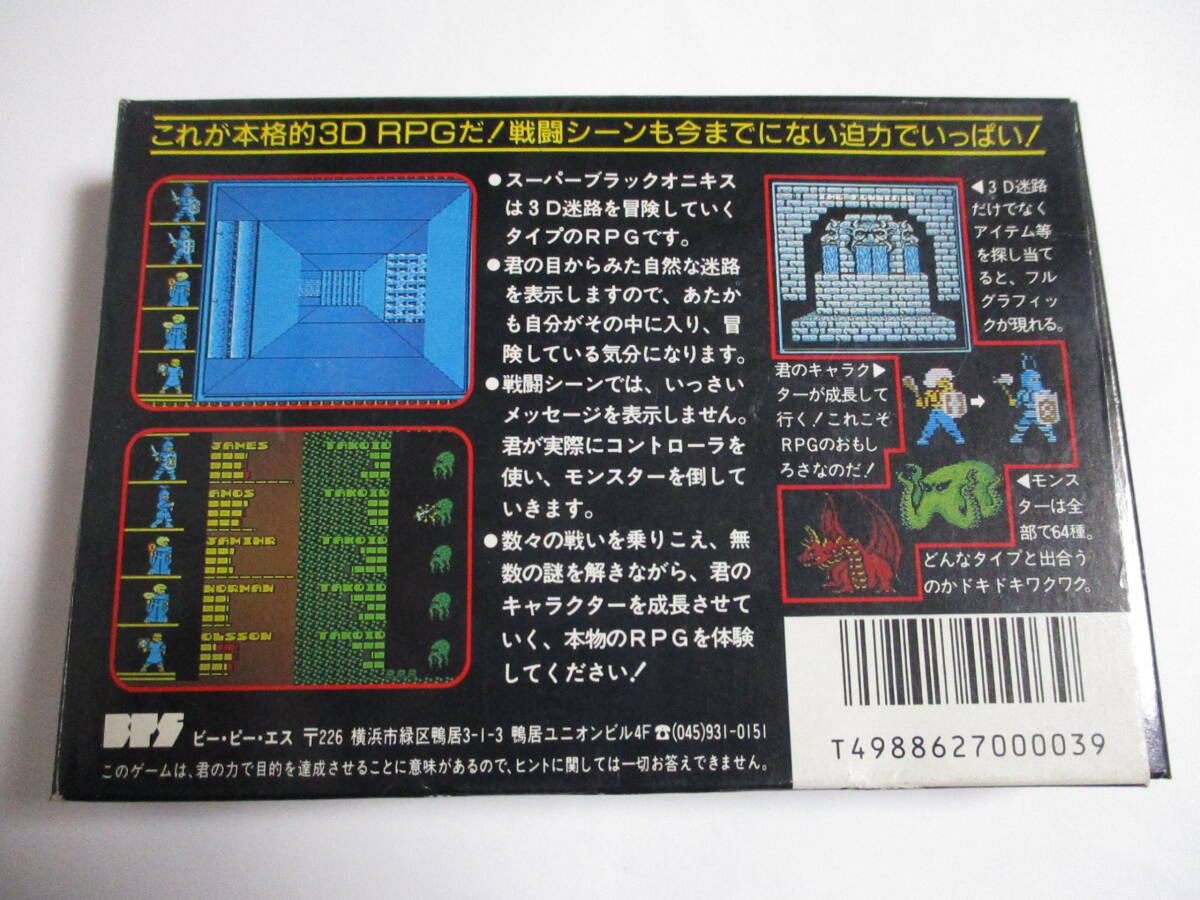 これが本格的3D RPGだ!戦闘シーンも今までにない迫力でいっぱい!
●スーパーブラックオニキス
は3D迷路を冒険していく
タイプのRPGです。
●君の目からみた自然な迷路
を表示しますので、あたか
も自分がその中に入り、冒
険している気分になります。
●戦闘シーンでは、いっさい
メッセージを表示しません。
君が実際にコントローラを
使い、モンスターを倒して
いきます。
●数々の戦いを乗りこえ、無
数の謎を解きながら、君の
キャラクターを成長させて
いく、本物のRPGを体験
してください!
◀3D迷路
だけでなく
アイテム等
を探し当て
ると、フル
グラフィッ
クが現れる。
君のキャラク▶
ターが成長して
行く!これこそ
RPGのおもし
ろさなのだ!
◀モンス
ターは全
部で64種。
どんなタイプと出合う
のかドキドキワクワク。
JAMES TAROID
AMOS TAROID
JAMIHR TAROID
NORMAN TAROID
OLSSON TAROID
BPS ビー・ピー・エス 〒226 横浜市緑区鴨居3-1-3 鴨居ユニオンビル4F ☎(045)931-0151
このゲームは、君の力で目的を達成させることに意味があるので、ヒントに関しては一切お答えできません。
T4988627000039